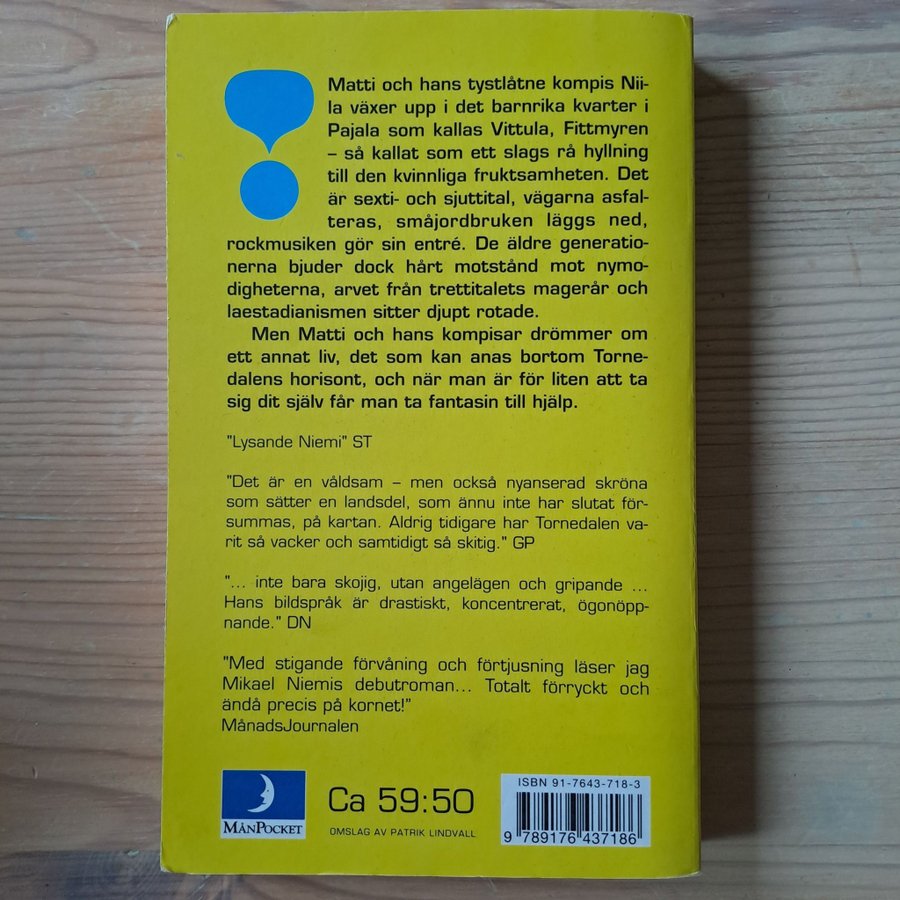 Matti och hans tystlåtne kompis Nii-
la växer upp i det barnrika kvarter i
Pajala som kallas Vittula, Fittmyren
– så kallat som ett slags rå hyllning
till den kvinnliga fruktsamheten. Det
är sexti- och sjuttital, vägarna asfal-
teras, småjordbruken läggs ned,
rockmusiken gör sin entré. De äldre generatio-
nerna bjuder dock hårt motstånd mot nymo-
digheterna, arvet från trettitalets magerår och
laestadianismen sitter djupt rotade.
Men Matti och hans kompisar drömmer om
ett annat liv, det som kan anas bortom Torne-
dalens horisont, och när man är för liten att ta
sig dit själv får man ta fantasin till hjälp.
"Lysande Niemi" ST
"Det är en våldsam – men också nyanserad skröna
som sätter en landsdel, som ännu inte har slutat för-
summas, på kartan. Aldrig tidigare har Tornedalen va-
rit så vacker och samtidigt så skitig." GP
"... inte bara skojig, utan angelägen och gripande ...
Hans bildspråk är drastiskt, koncentrerat, ögonöpp-
nande." DN
"Med stigande förvåning och förtjusning läser jag
Mikael Niemis debutroman... Totalt förryckt och
ändå precis på kornet!"
MånadsJournalen
MÅNPOCKET
Ca 59:50
OMSLAG AV PATRIK LINDVALL
ISBN 91-7643-718-3
9 789176 437186